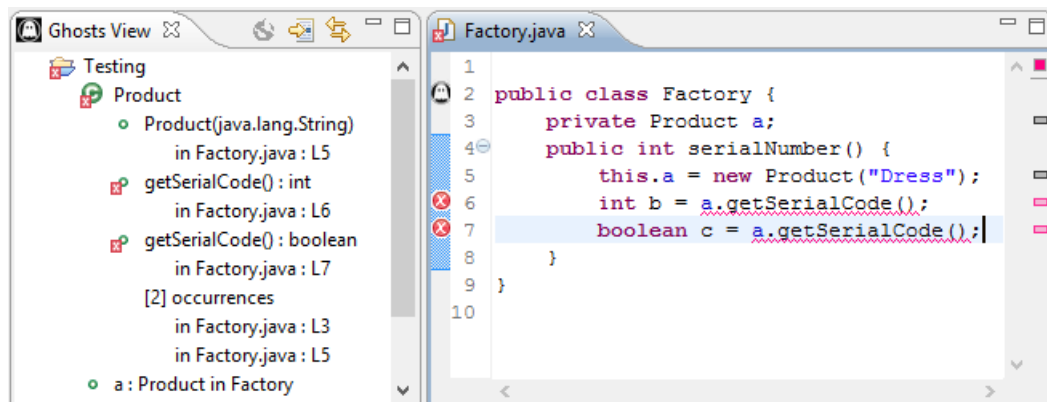 Ghosts View
Testing
Product
Product(java.lang.String)
in Factory.java : L5
getSerialCode() : int
in Factory.java : L6
getSerialCode() : boolean
in Factory.java : L7
[2] occurrences
in Factory.java : L3
in Factory.java : L5
a : Product in Factory
Factory.java
1
2 public class Factory {
3 private Product a;
4 public int serialNumber() {
5 this.a = new Product("Dress");
6 int b = a.getSerialCode();
7 boolean c = a.getSerialCode();
8 }
9 }
10